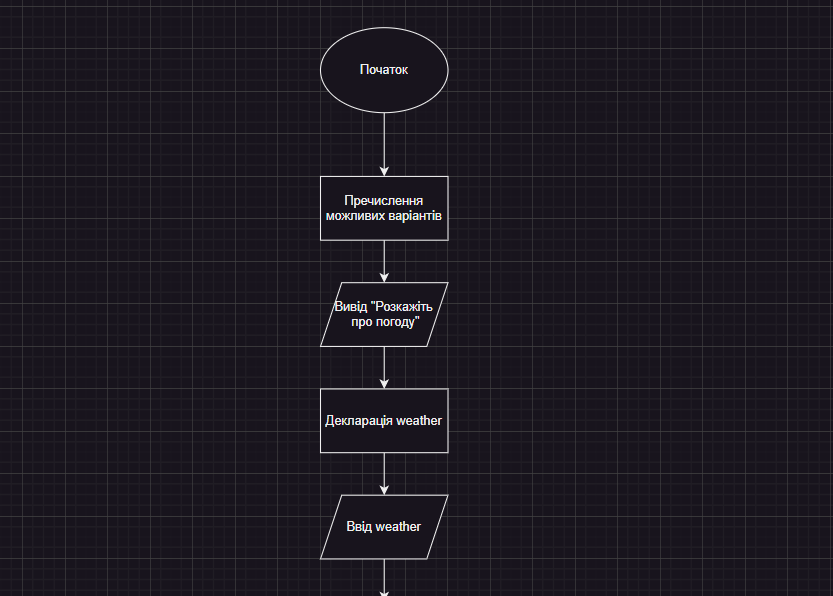 Початок
Пречислення
можливих варіантів
Вивід "Розкажіть
про погоду"
Декларація weather
Ввід weather